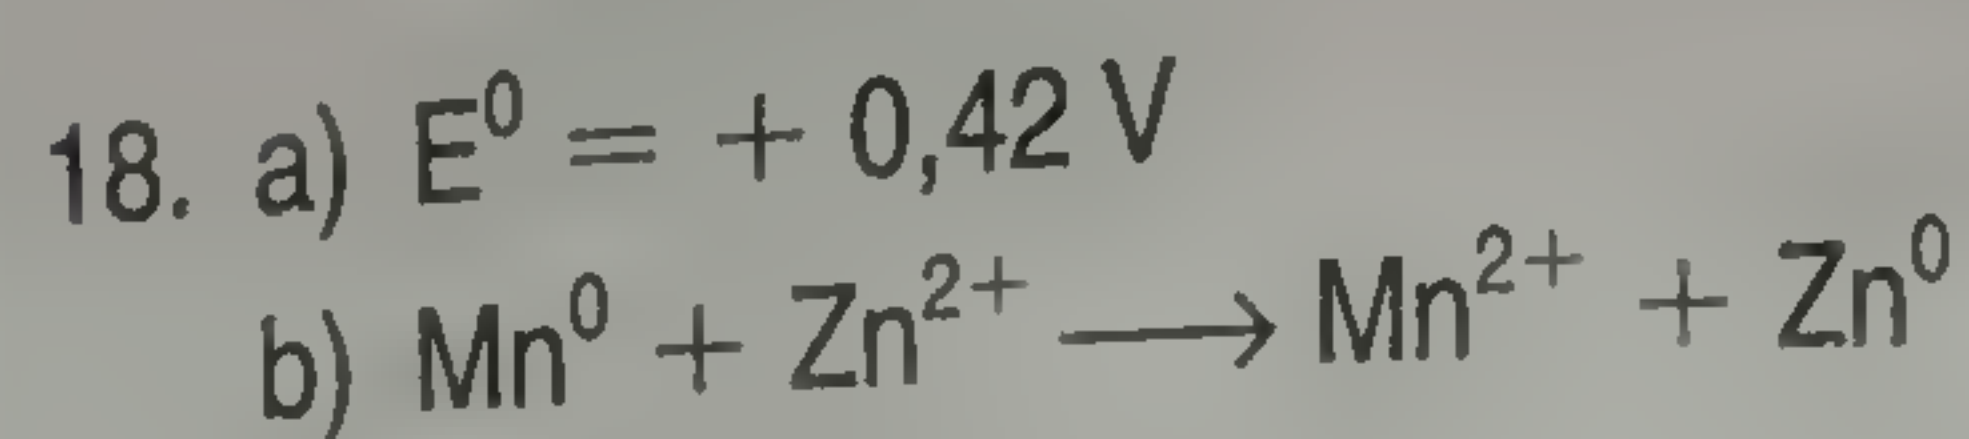 18. a) E⁰ = + 0,42 V
b) Mn⁰ + Zn²⁺ ⟶ Mn²⁺ + Zn⁰